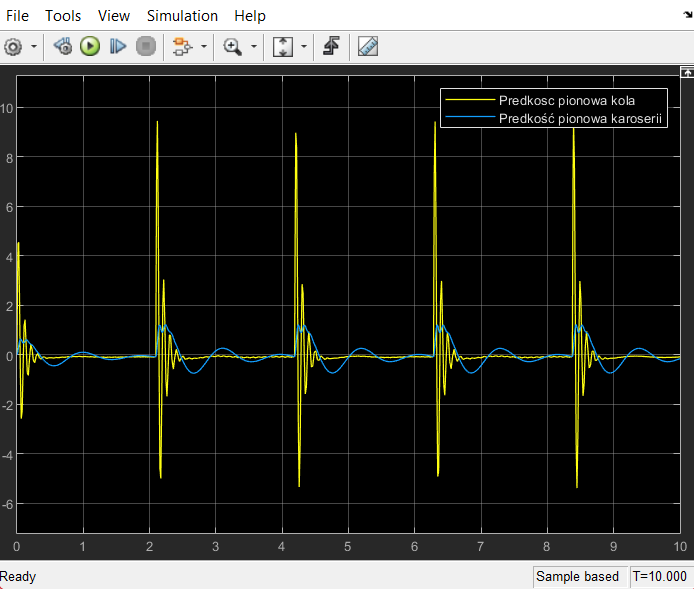 File Tools View Simulation Help
Predkosc pionowa kola
Predkość pionowa karoserii
10
8
6
4
2
0
-2
-4
-6
0 1 2 3 4 5 6 7 8 9 10
Ready Sample based T=10.000